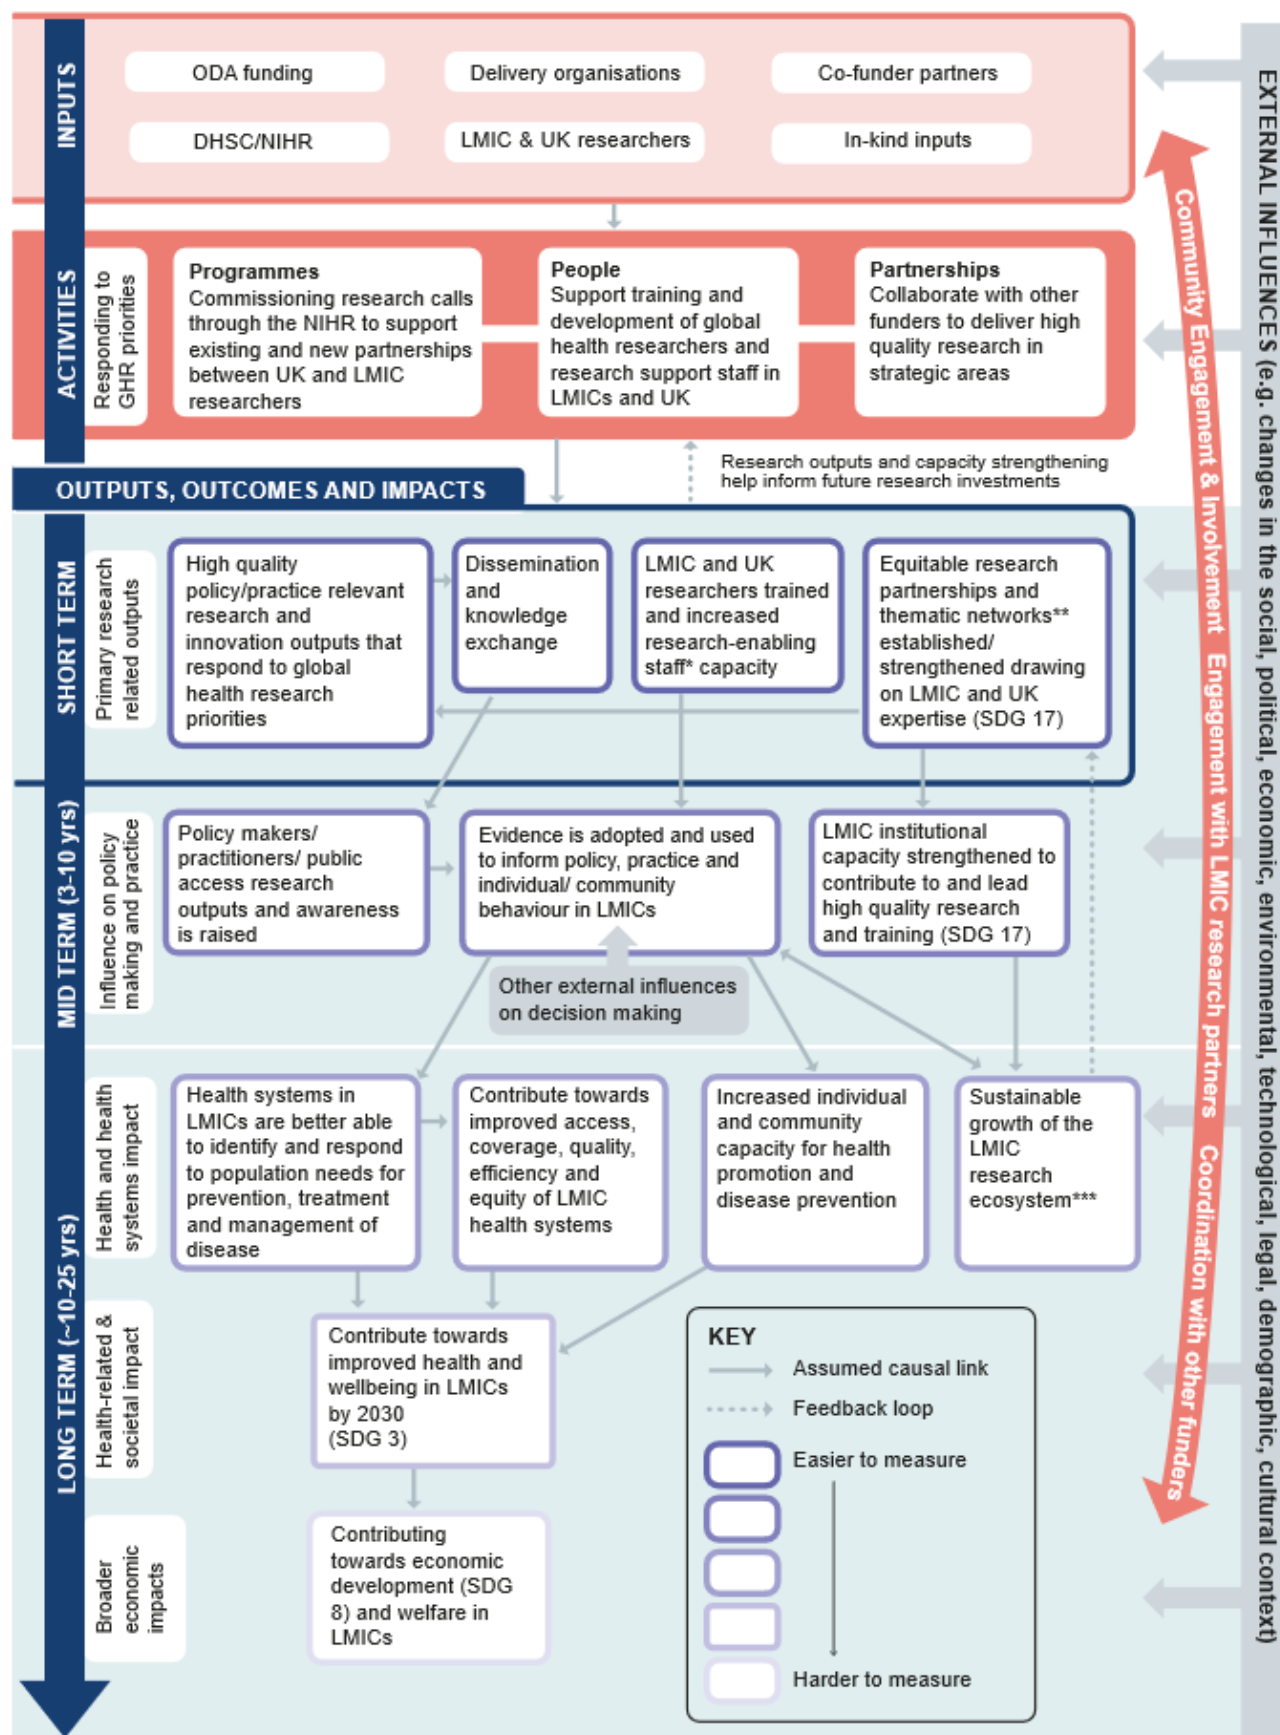 INPUTS
ODA funding
Delivery organisations
Co-funder partners
DHSC/NIHR
LMIC & UK researchers
In-kind inputs
ACTIVITIES
Responding to
GHR priorities
Programmes
Commissioning research calls
through the NIHR to support
existing and new partnerships
between UK and LMIC
researchers
People
Support training and
development of global
health researchers and
research support staff in
LMICs and UK
Partnerships
Collaborate with other
funders to deliver high
quality research in
strategic areas
Research outputs and capacity strengthening
help inform future research investments
OUTPUTS, OUTCOMES AND IMPACTS
SHORT TERM
Primary research
related outputs
High quality
policy/practice relevant
research and
innovation outputs that
respond to global
health research
priorities
Dissemination
and
knowledge
exchange
LMIC and UK
researchers trained
and increased
research-enabling
staff* capacity
Equitable research
partnerships and
thematic networks**
established/
strengthened drawing
on LMIC and UK
expertise (SDG 17)
MID TERM (3-10 yrs)
Influence on policy
making and practice
Policy makers/
practitioners/ public
access research
outputs and awareness
is raised
Evidence is adopted and used
to inform policy, practice and
individual/ community
behaviour in LMICs
LMIC institutional
capacity strengthened to
contribute to and lead
high quality research
and training (SDG 17)
Other external influences
on decision making
LONG TERM (~10-25 yrs)
Health and health
systems impact
Health systems in
LMICs are better able
to identify and respond
to population needs for
prevention, treatment
and management of
disease
Contribute towards
improved access,
coverage, quality,
efficiency and
equity of LMIC
health systems
Increased individual
and community
capacity for health
promotion and
disease prevention
Sustainable
growth of the
LMIC
research
ecosystem***
Health-related &
societal impact
Contribute towards
improved health and
wellbeing in LMICs
by 2030
(SDG 3)
Broader
economic
impacts
Contributing
towards economic
development (SDG
8) and welfare in
LMICs
KEY
Assumed causal link
Feedback loop
Easier to measure
Harder to measure
Community Engagement & Involvement Engagement with LMIC research partners Coordination with other funders
EXTERNAL INFLUENCES (e.g. changes in the social, political, economic, environmental, technological, legal, demographic, cultural context)